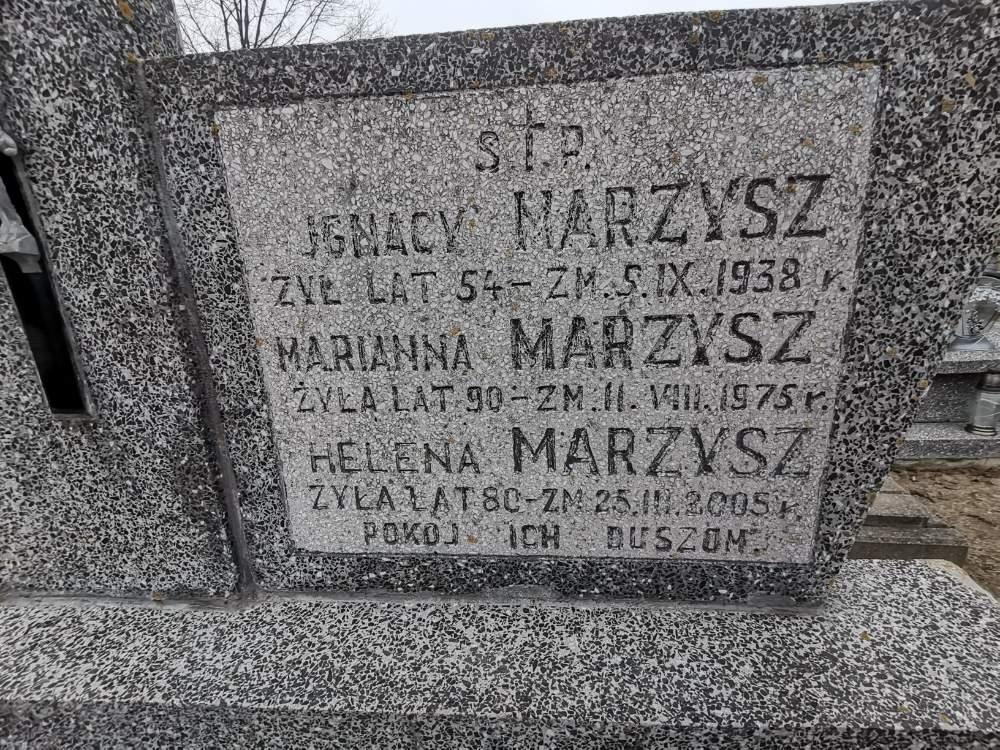 S.†P.
IGNACY MARZYSZ
ŻYŁ LAT 54 - ZM. 5.IX.1938 r.
MARIANNA MARZYSZ
ŻYŁA LAT 90 - ZM. 11. VIII. 1975 r.
HELENA MARZYSZ
ŻYŁA LAT 80 - ZM 25.III.2005 r.
POKÓJ ICH DUSZOM.